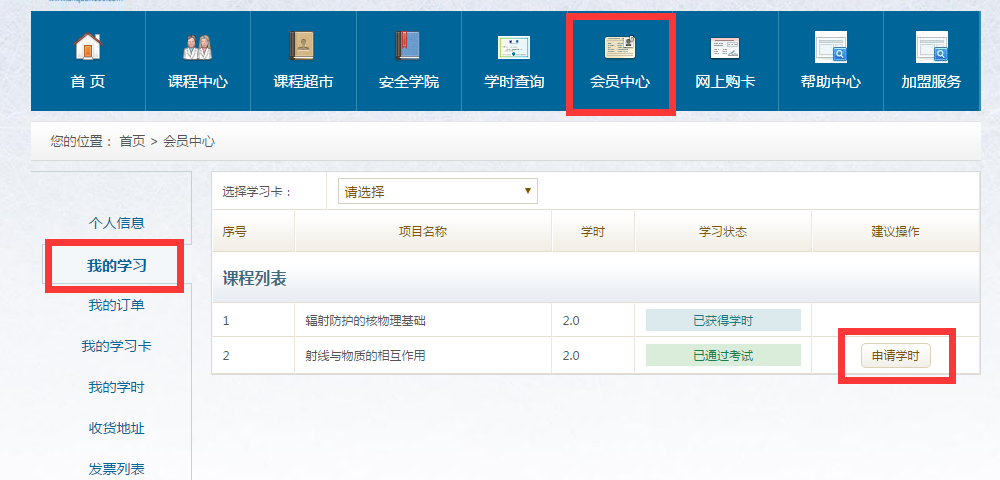 首 页
课程中心
课程超市
安全学院
学时查询
会员中心
网上购卡
帮助中心
加盟服务
您的位置： 首页 > 会员中心
个人信息
我的学习
我的订单
我的学习卡
我的学时
收货地址
发票列表
选择学习卡： 请选择
序号 项目名称 学时 学习状态 建议操作
课程列表
1 辐射防护的核物理基础 2.0 已获得学时
2 射线与物质的相互作用 2.0 已通过考试 申请学时